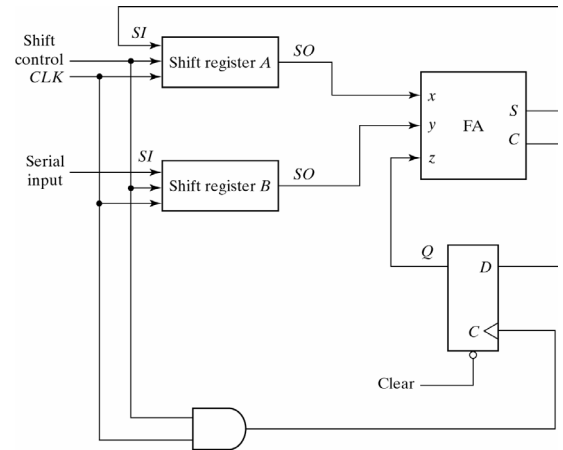 SI
Shift
control
CLK
Shift register A
SO
x
y
z
FA
S
C
Serial
input
SI
Shift register B
SO
Q
D
C
Clear